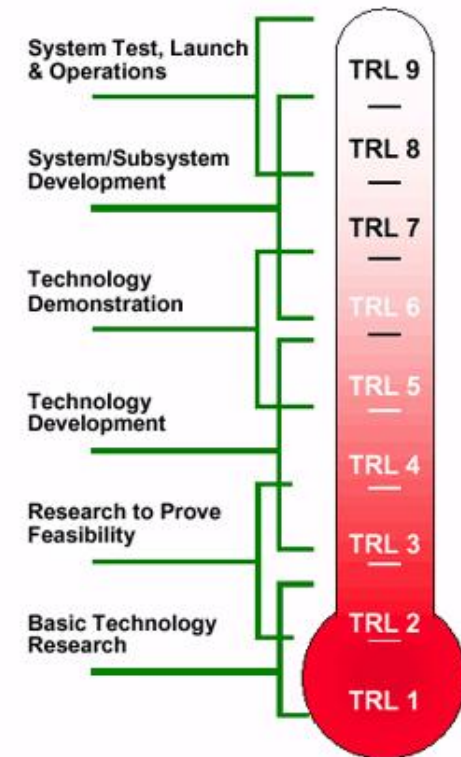 System Test, Launch
& Operations
System/Subsystem
Development
Technology
Demonstration
Technology
Development
Research to Prove
Feasibility
Basic Technology
Research
TRL 9
TRL 8
TRL 7
TRL 6
TRL 5
TRL 4
TRL 3
TRL 2
TRL 1